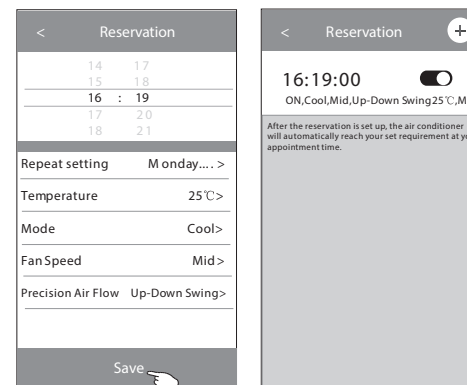 < Reservation
14 17
15 18
16 : 19
17 20
18 21
Repeat setting Monday.... >
Temperature 25℃>
Mode Cool>
Fan Speed Mid>
Precision Air Flow Up-Down Swing>
Save
< Reservation +
16:19:00
ON,Cool,Mid,Up-Down Swing25℃,M
After the reservation is set up, the air conditioner
will automatically reach your set requirement at
appointment time.